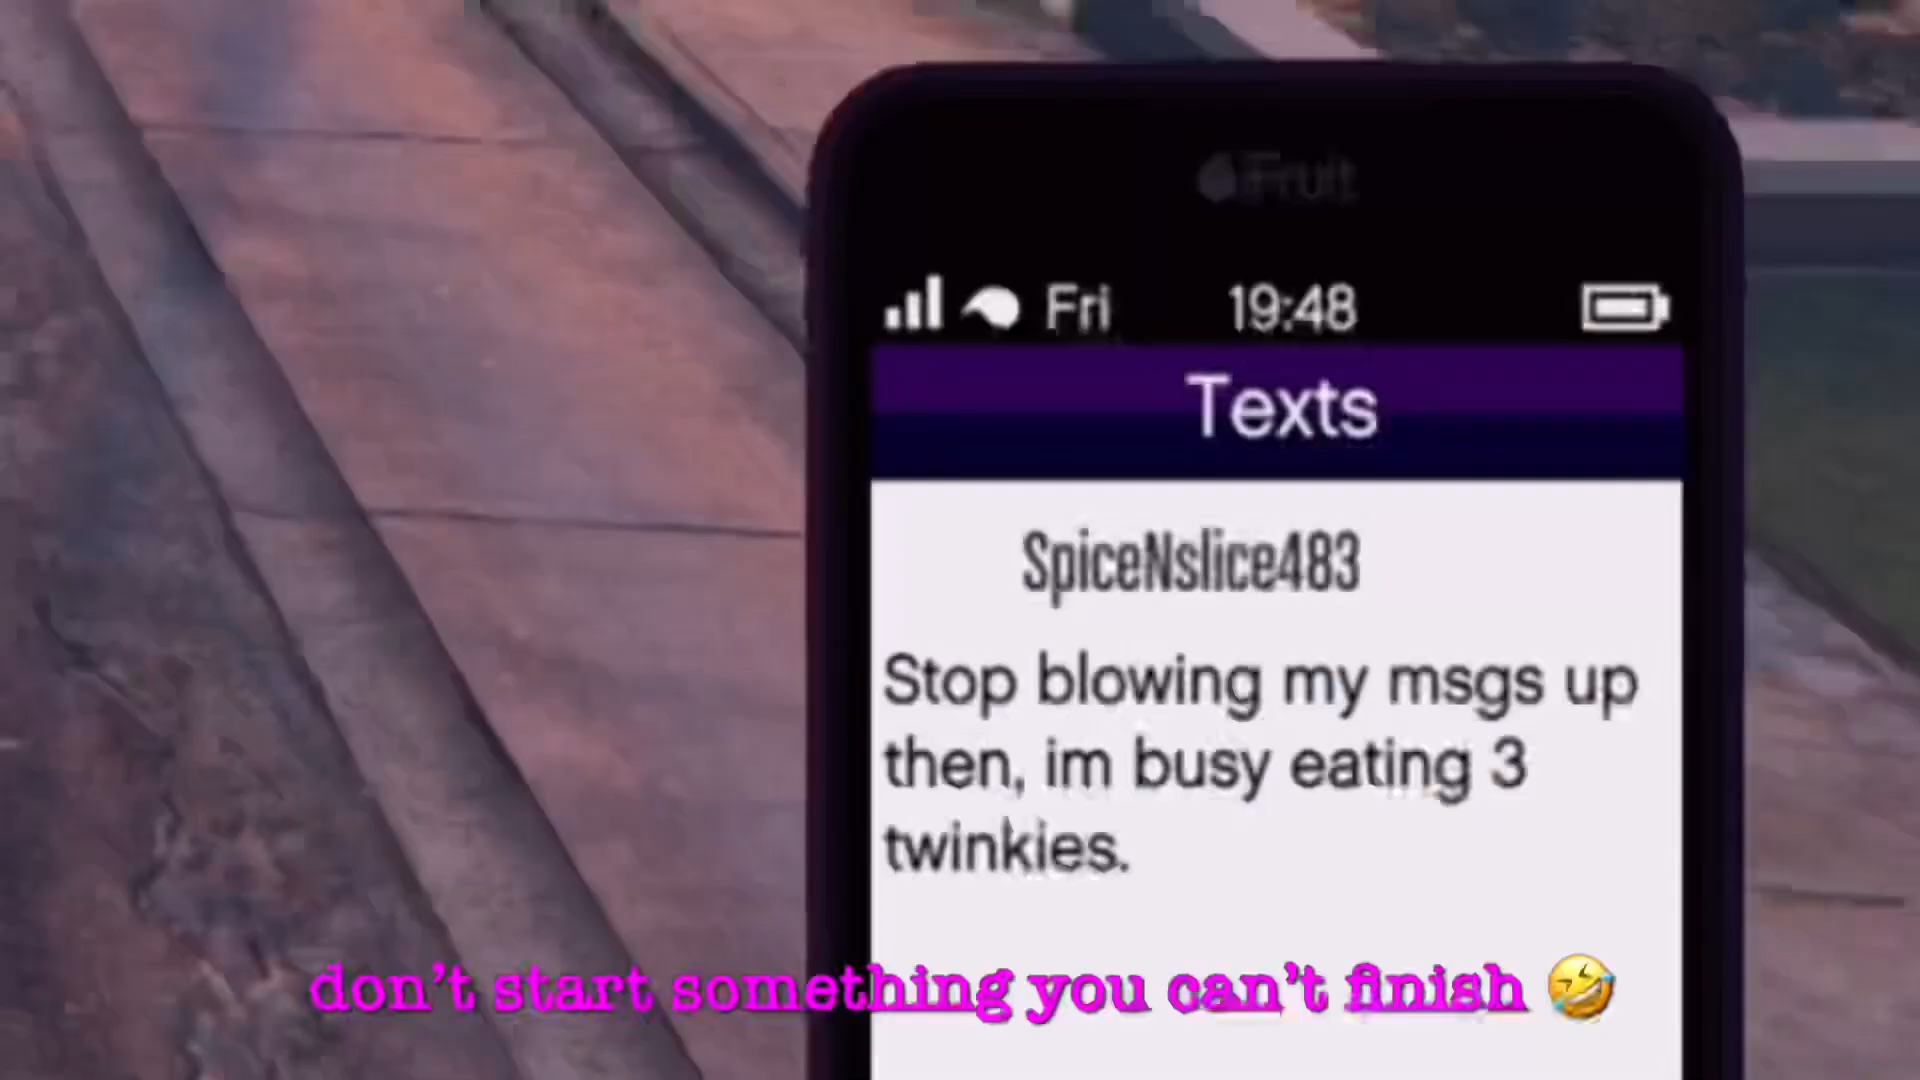 iFruit
Fri 19:48
Texts
SpiceNslice483
Stop blowing my msgs up
then, im busy eating 3
twinkies.
don't start something you can't finish 🤣